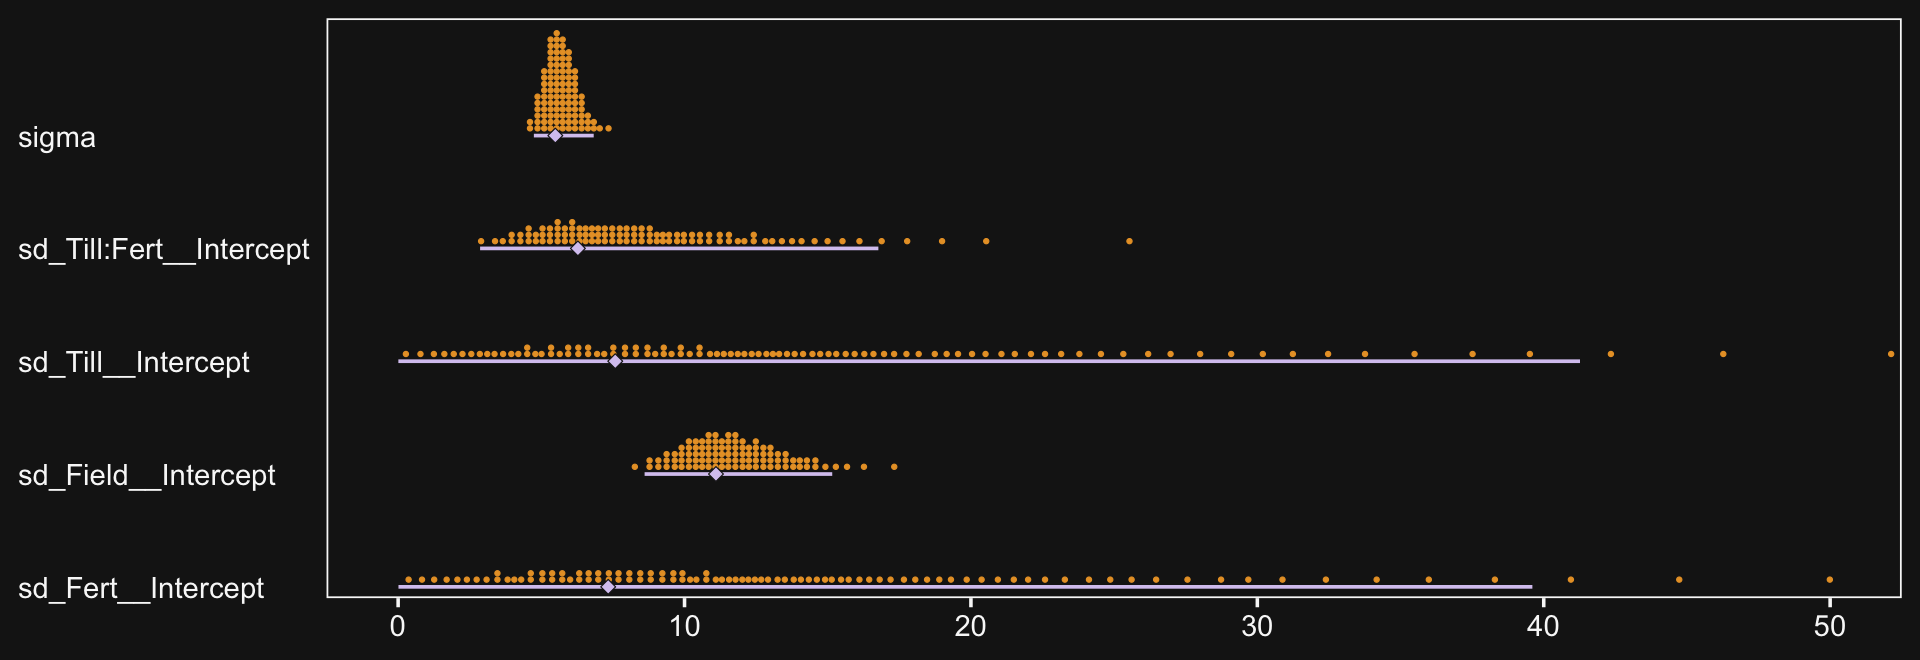 sigma
sd_Till:Fert__Intercept
sd_Till__Intercept
sd_Field__Intercept
sd_Fert__Intercept
0 10 20 30 40 50